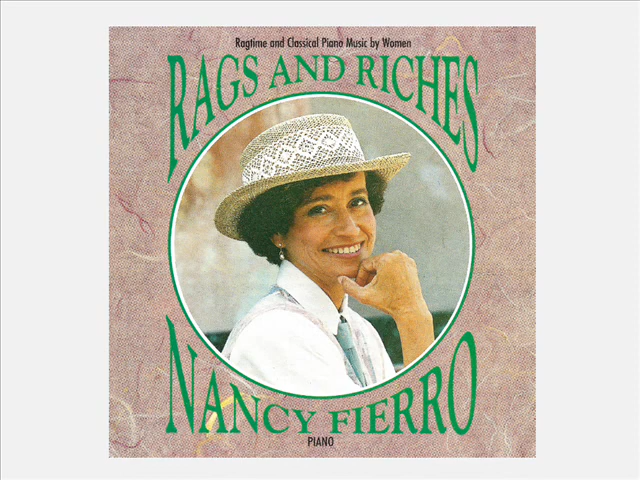 Ragtime and Classical Piano Music by Women
RAGS AND RICHES
NANCY FIERRO
PIANO